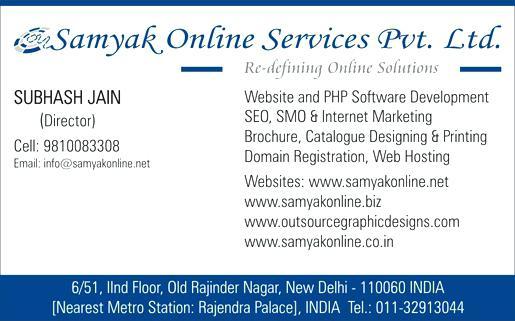 Samyak Online Services Pvt. Ltd.
Re-defining Online Solutions
SUBHASH JAIN
(Director)
Cell: 9810083308
Email: info@samyakonline.net
Website and PHP Software Development
SEO, SMO & Internet Marketing
Brochure, Catalogue Designing & Printing
Domain Registration, Web Hosting
Websites: www.samyakonline.net
www.samyakonline.biz
www.outsourcegraphicdesigns.com
www.samyakonline.co.in
6/51, IInd Floor, Old Rajinder Nagar, New Delhi - 110060 INDIA
[Nearest Metro Station: Rajendra Palace], INDIA Tel.: 011-32913044